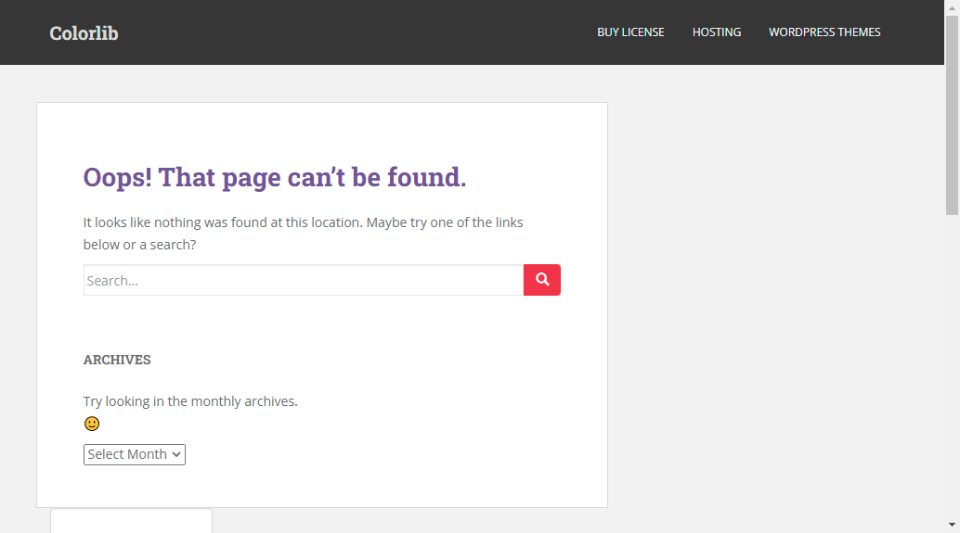 Colorlib
BUY LICENSE
HOSTING
WORDPRESS THEMES
Oops! That page can’t be found.
It looks like nothing was found at this location. Maybe try one of the links
below or a search?
Search...
ARCHIVES
Try looking in the monthly archives.
Select Month